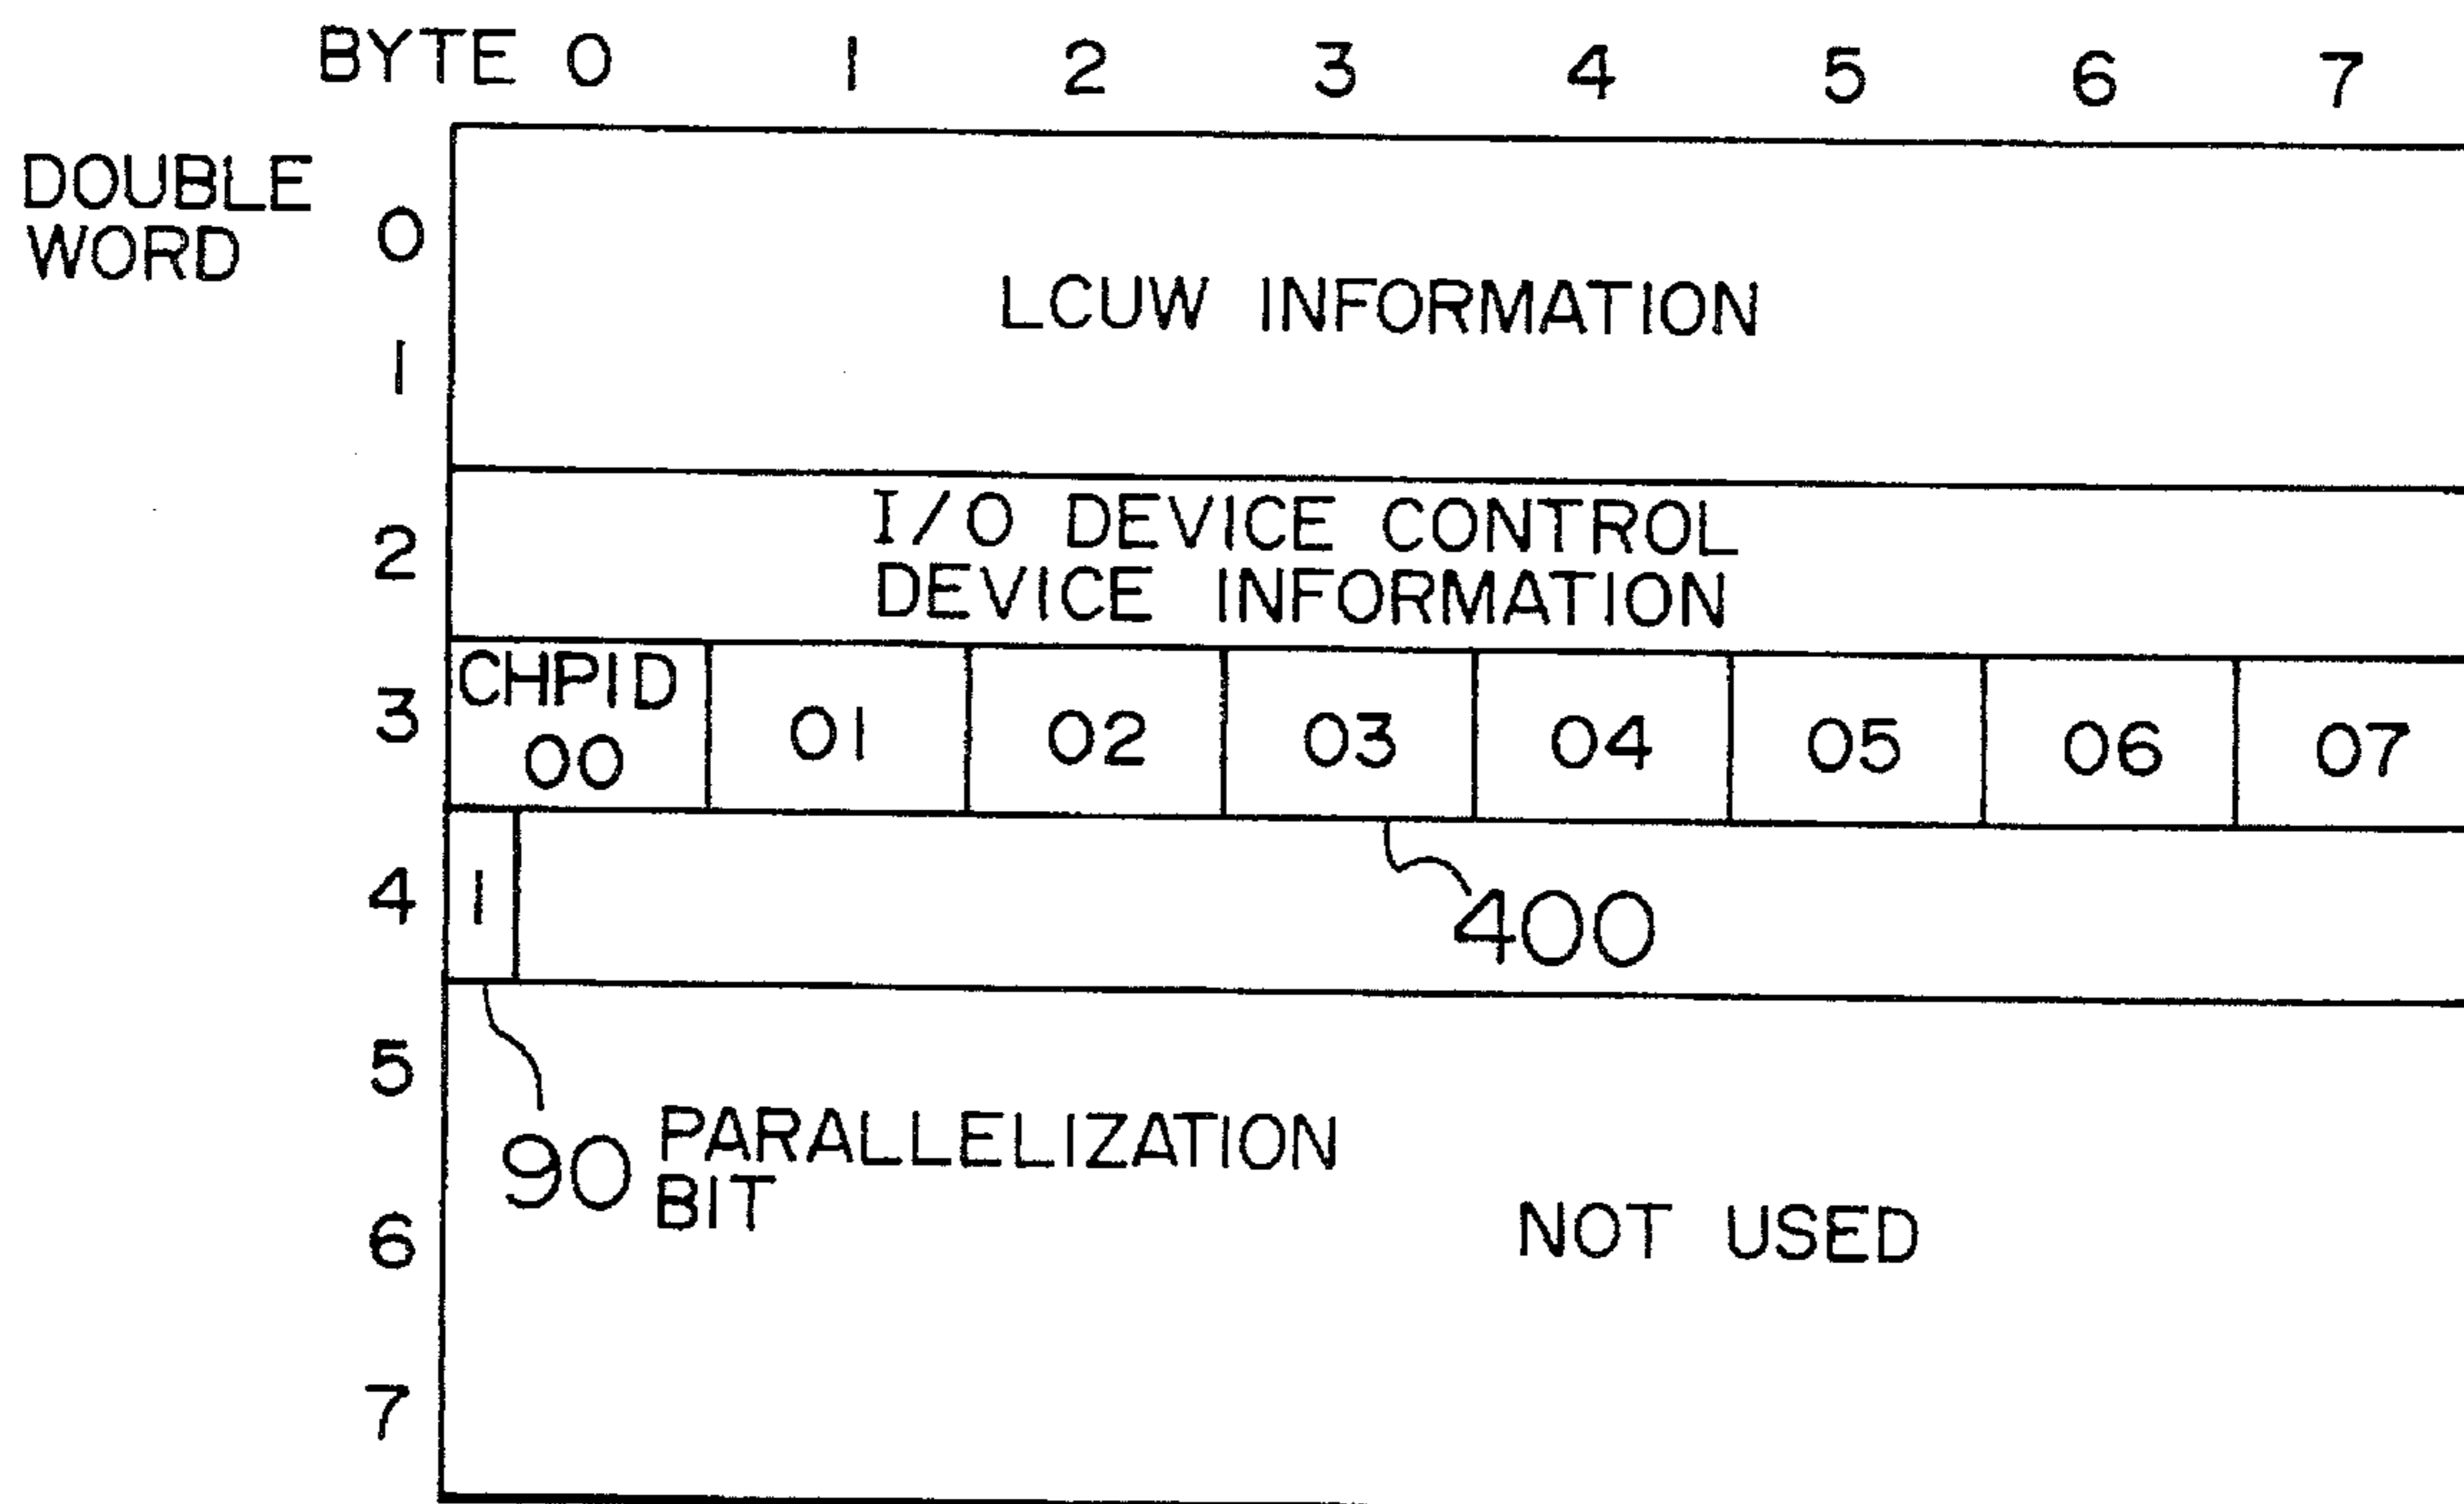 BYTE 0 1 2 3 4 5 6 7
DOUBLE
WORD
0
LCUW INFORMATION
1
I/O DEVICE CONTROL
2
DEVICE INFORMATION
CHPID
3
00 01 02 03 04 05 06 07
4 1
400
5
90 PARALLELIZATION
BIT
6
NOT USED
7